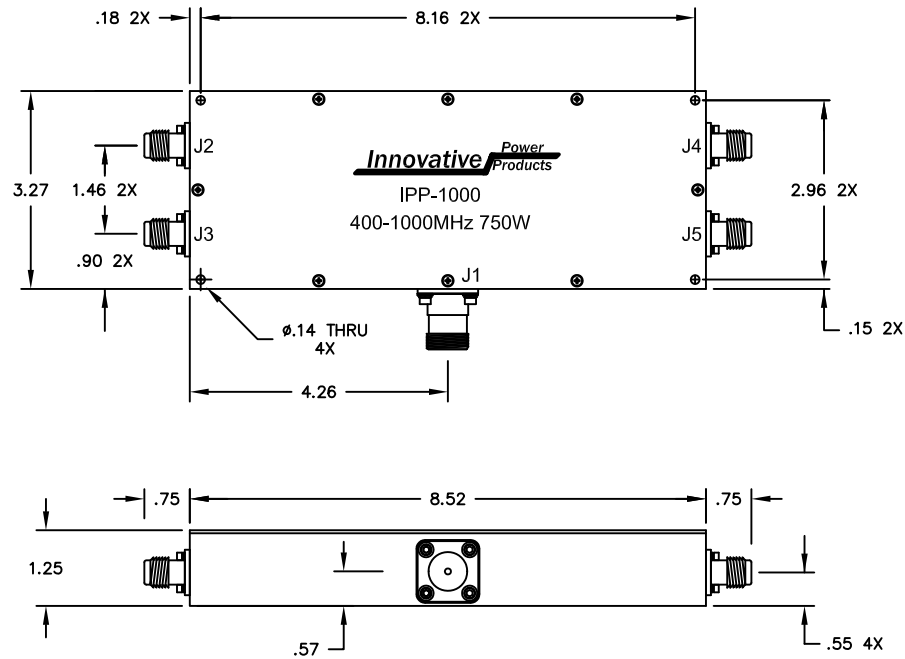 .18 2X
8.16 2X
J2
J4
Innovative Power Products
3.27
1.46 2X
IPP-1000
2.96 2X
400-1000MHz 750W
J3
J5
.90 2X
J1
ø.14 THRU
4X
.15 2X
4.26
.75
8.52
.75
1.25
.57
.55 4X